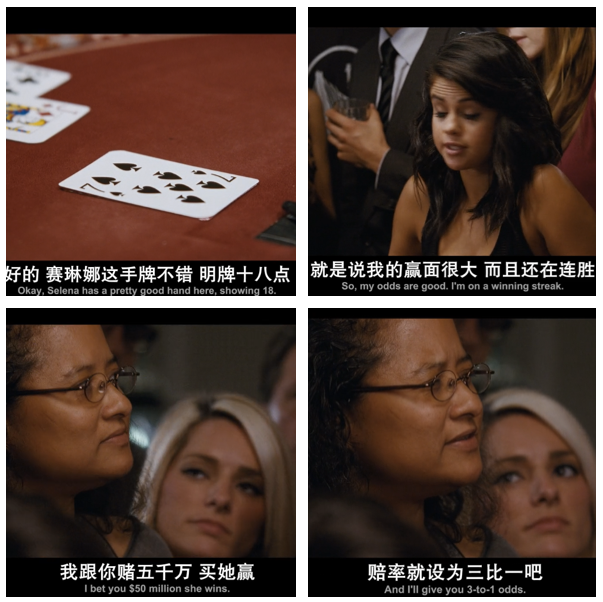 好的 赛琳娜这手牌不错 明牌十八点
Okay, Selena has a pretty good hand here, showing 18.
就是说我的赢面很大 而且还在连胜
So, my odds are good. I'm on a winning streak.
我跟你赌五千万 买她赢
I bet you $50 million she wins.
赔率就设为三比一吧
And I'll give you 3-to-1 odds.
7
7